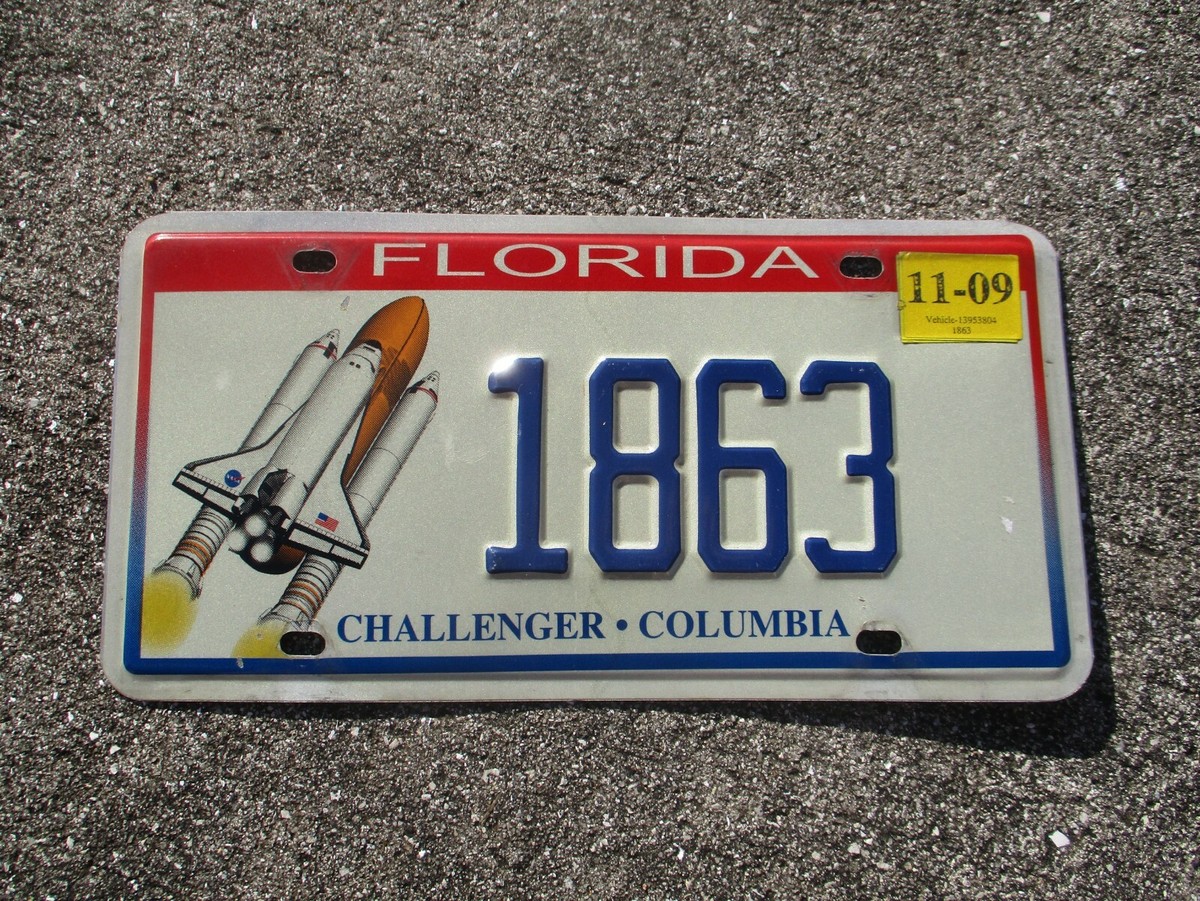 FLORIDA
11-09
Vehicle-13953804
1863
1863
CHALLENGER • COLUMBIA